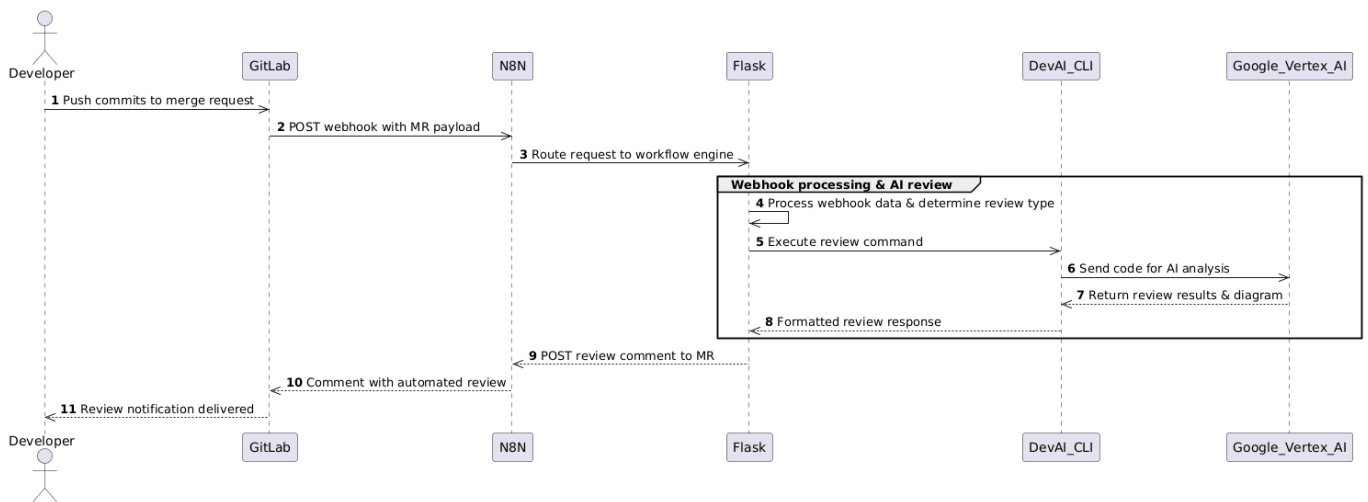 Developer
GitLab
N8N
Flask
DevAI_CLI
Google_Vertex_AI
1 Push commits to merge request
2 POST webhook with MR payload
3 Route request to workflow engine
Webhook processing & AI review
4 Process webhook data & determine review type
5 Execute review command
6 Send code for AI analysis
7 Return review results & diagram
8 Formatted review response
9 POST review comment to MR
10 Comment with automated review
11 Review notification delivered
Developer
GitLab
N8N
Flask
DevAI_CLI
Google_Vertex_AI